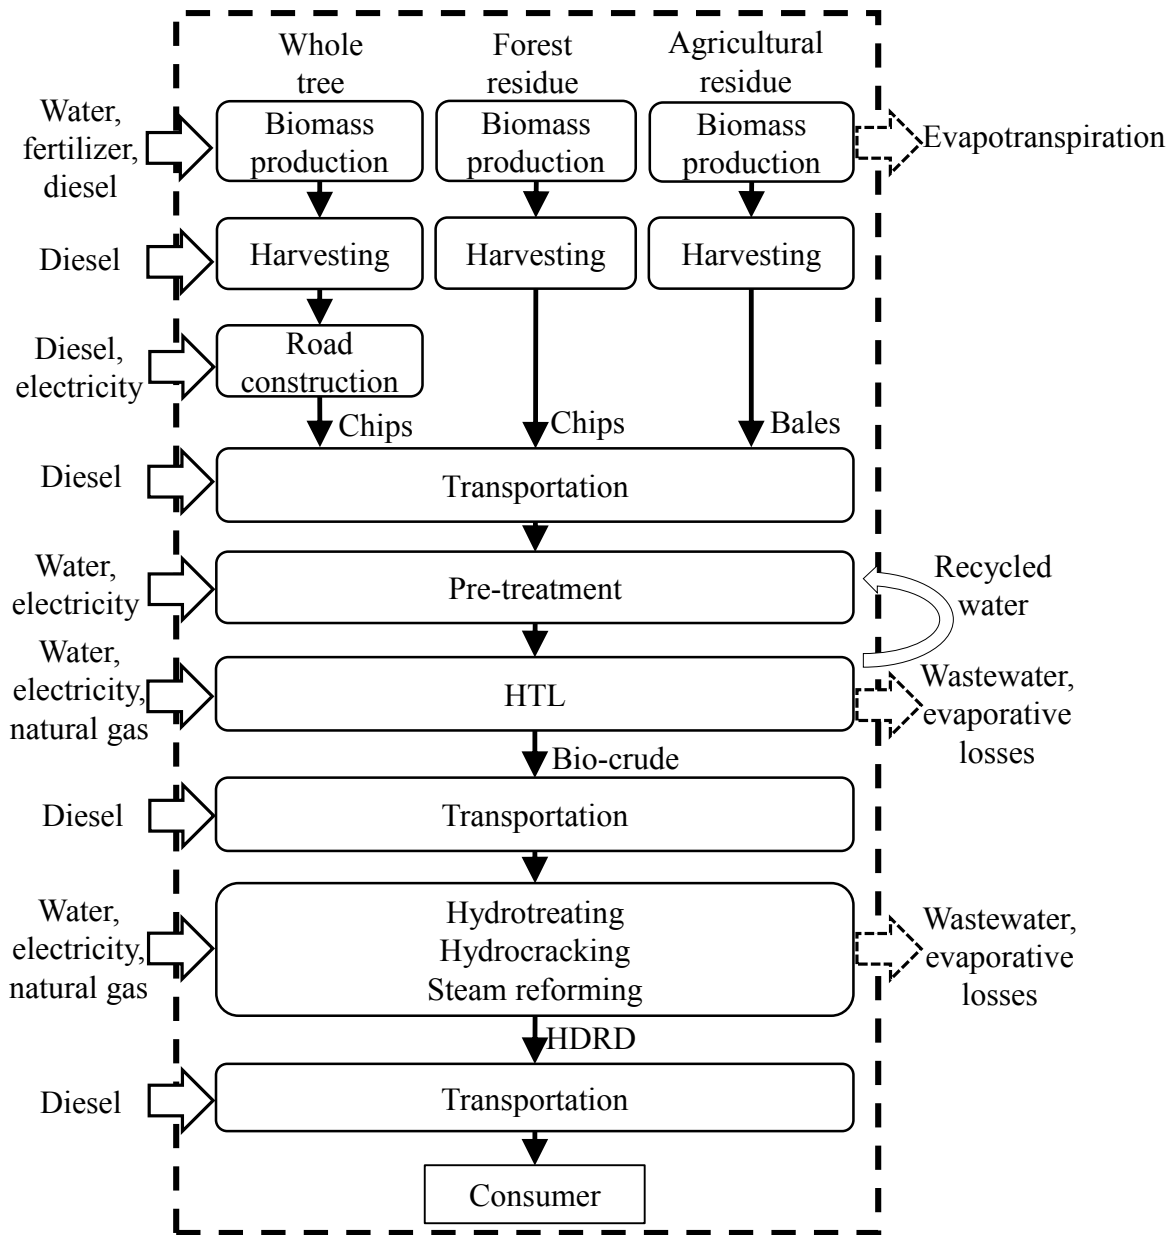 Whole
tree
Forest
residue
Agricultural
residue
Water,
fertilizer,
diesel
Biomass
production
Biomass
production
Biomass
production
Evapotranspiration
Diesel
Harvesting
Harvesting
Harvesting
Diesel,
electricity
Road
construction
Chips
Chips
Bales
Diesel
Transportation
Water,
electricity
Pre-treatment
Recycled
water
Water,
electricity,
natural gas
HTL
Wastewater,
evaporative
losses
Bio-crude
Diesel
Transportation
Water,
electricity,
natural gas
Hydrotreating
Hydrocracking
Steam reforming
Wastewater,
evaporative
losses
HDRD
Diesel
Transportation
Consumer